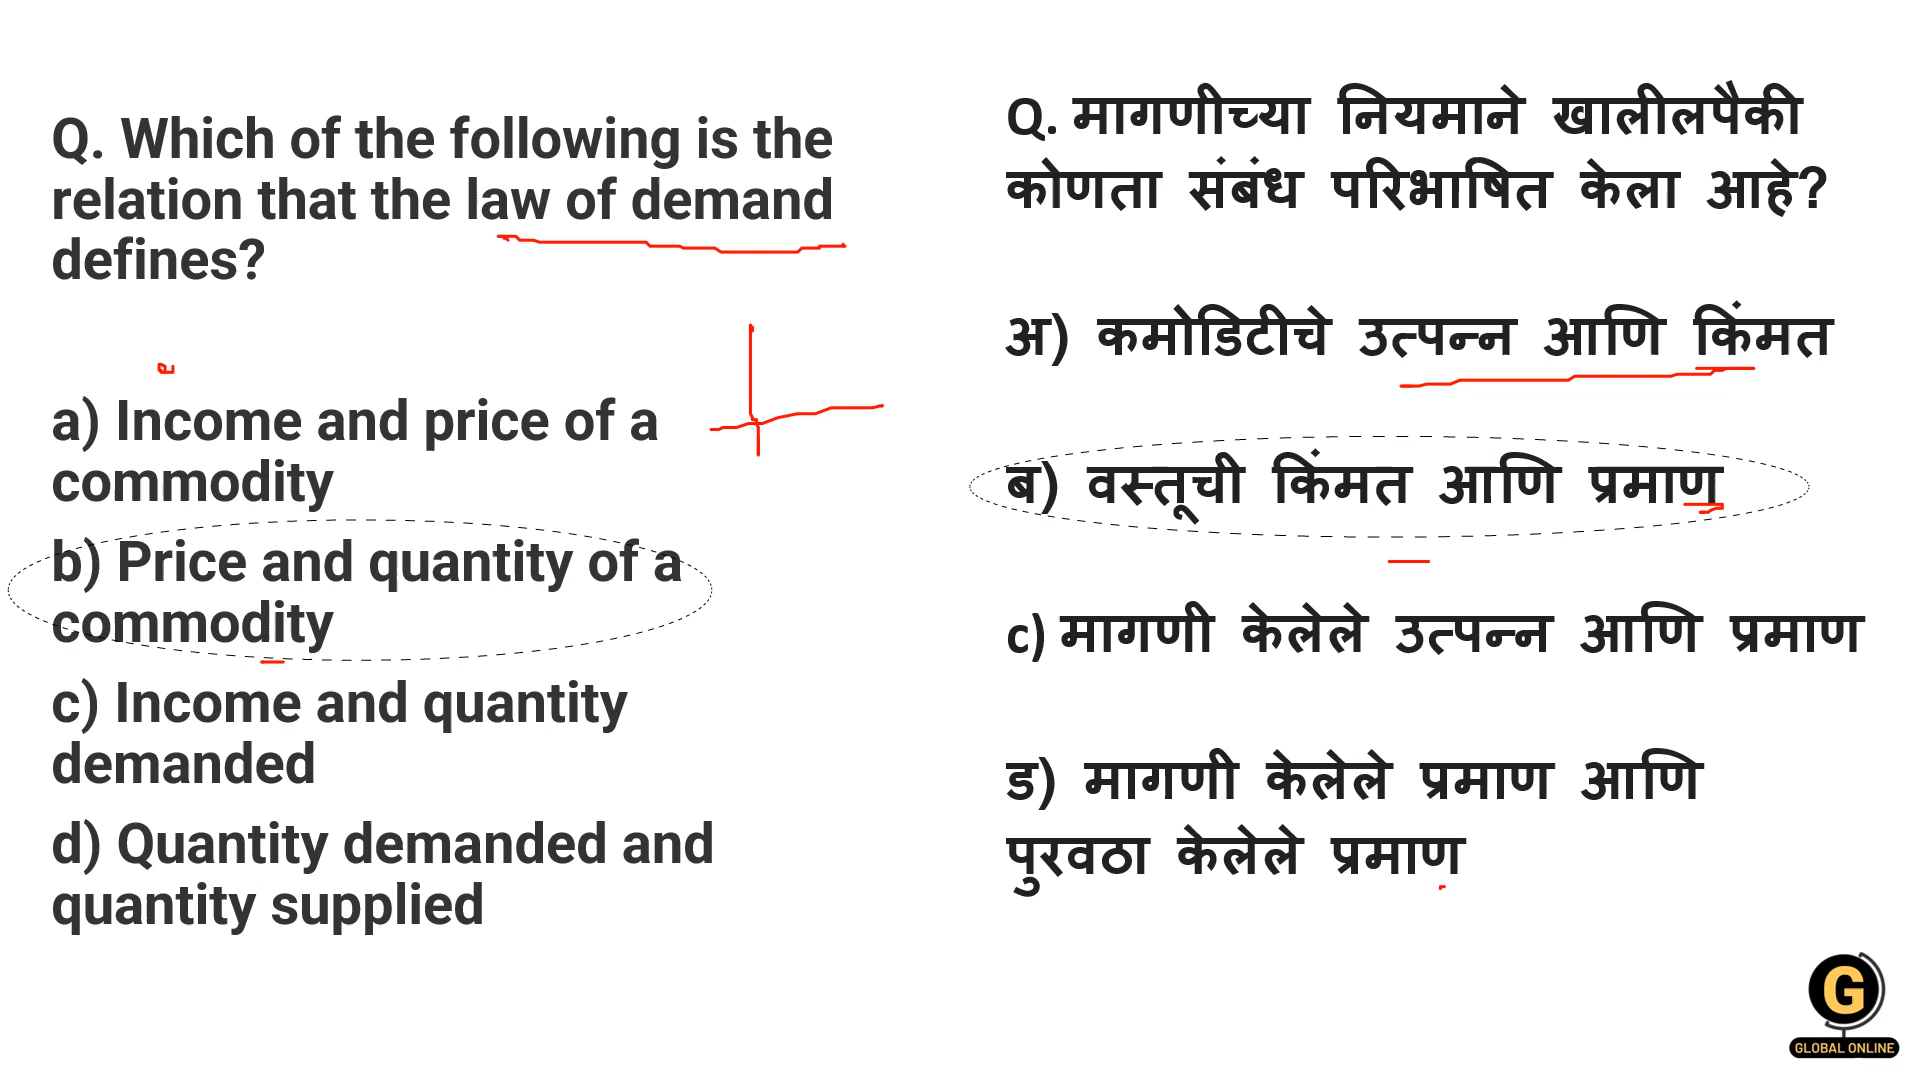 Q. Which of the following is the
relation that the law of demand
defines?
a) Income and price of a
commodity
b) Price and quantity of a
commodity
c) Income and quantity
demanded
d) Quantity demanded and
quantity supplied
Q. मागणीच्या नियमाने खालीलपैकी
कोणता संबंध परिभाषित केला आहे?
अ) कमोडिटीचे उत्पन्न आणि किंमत
ब) वस्तूची किंमत आणि प्रमाण
c) मागणी केलेले उत्पन्न आणि प्रमाण
ड) मागणी केलेले प्रमाण आणि
पुरवठा केलेले प्रमाण
G
GLOBAL ONLINE